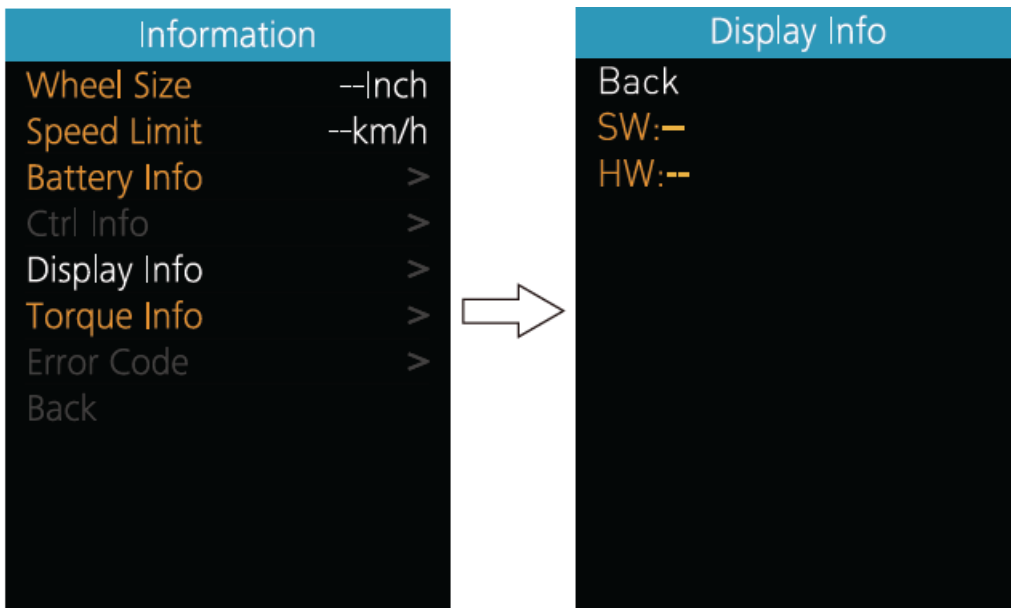 Information
Wheel Size --Inch
Speed Limit --km/h
Battery Info >
Ctrl Info >
Display Info >
Torque Info >
Error Code >
Back
Display Info
Back
SW:--
HW:--